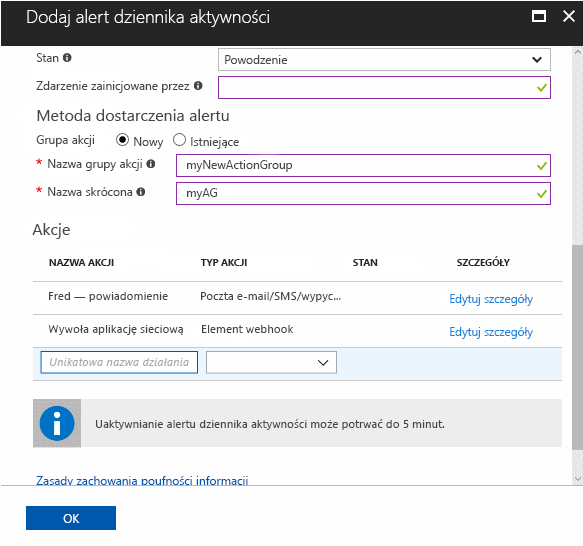 Dodaj alert dziennika aktywności
Stan
Powodzenie
Zdarzenie zainicjowane przez
Metoda dostarczenia alertu
Grupa akcji Nowy Istniejące
* Nazwa grupy akcji myNewActionGroup
* Nazwa skrócona myAG
Akcje
NAZWA AKCJI TYP AKCJI STAN SZCZEGÓŁY
Fred — powiadomienie Poczta e-mail/SMS/wypyc... Edytuj szczegóły
Wywoła aplikację sieciową Element webhook Edytuj szczegóły
Unikatowa nazwa działania
Uaktywnianie alertu dziennika aktywności może potrwać do 5 minut.
Zasady zachowania poufności informacji
OK